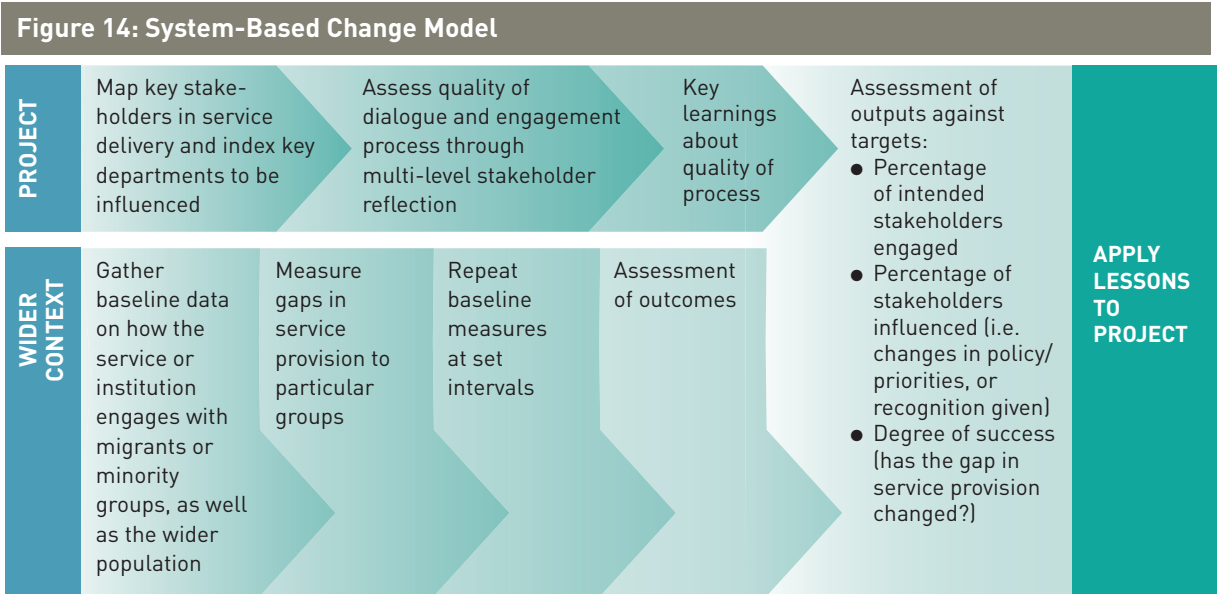 Figure 14: System-Based Change Model
PROJECT
Map key stake-
holders in service
delivery and index key
departments to be
influenced
Assess quality of
dialogue and engagement
process through
multi-level stakeholder
reflection
Key
learnings
about
quality of
process
WIDER
CONTEXT
Gather
baseline data
on how the
service or
institution
engages with
migrants or
minority
groups, as well
as the wider
population
Measure
gaps in
service
provision to
particular
groups
Repeat
baseline
measures
at set
intervals
Assessment
of outcomes
Assessment of
outputs against
targets:
● Percentage
of intended
stakeholders
engaged
● Percentage of
stakeholders
influenced (i.e.
changes in policy/
priorities, or
recognition given)
● Degree of success
(has the gap in
service provision
changed?)
APPLY
LESSONS
TO
PROJECT